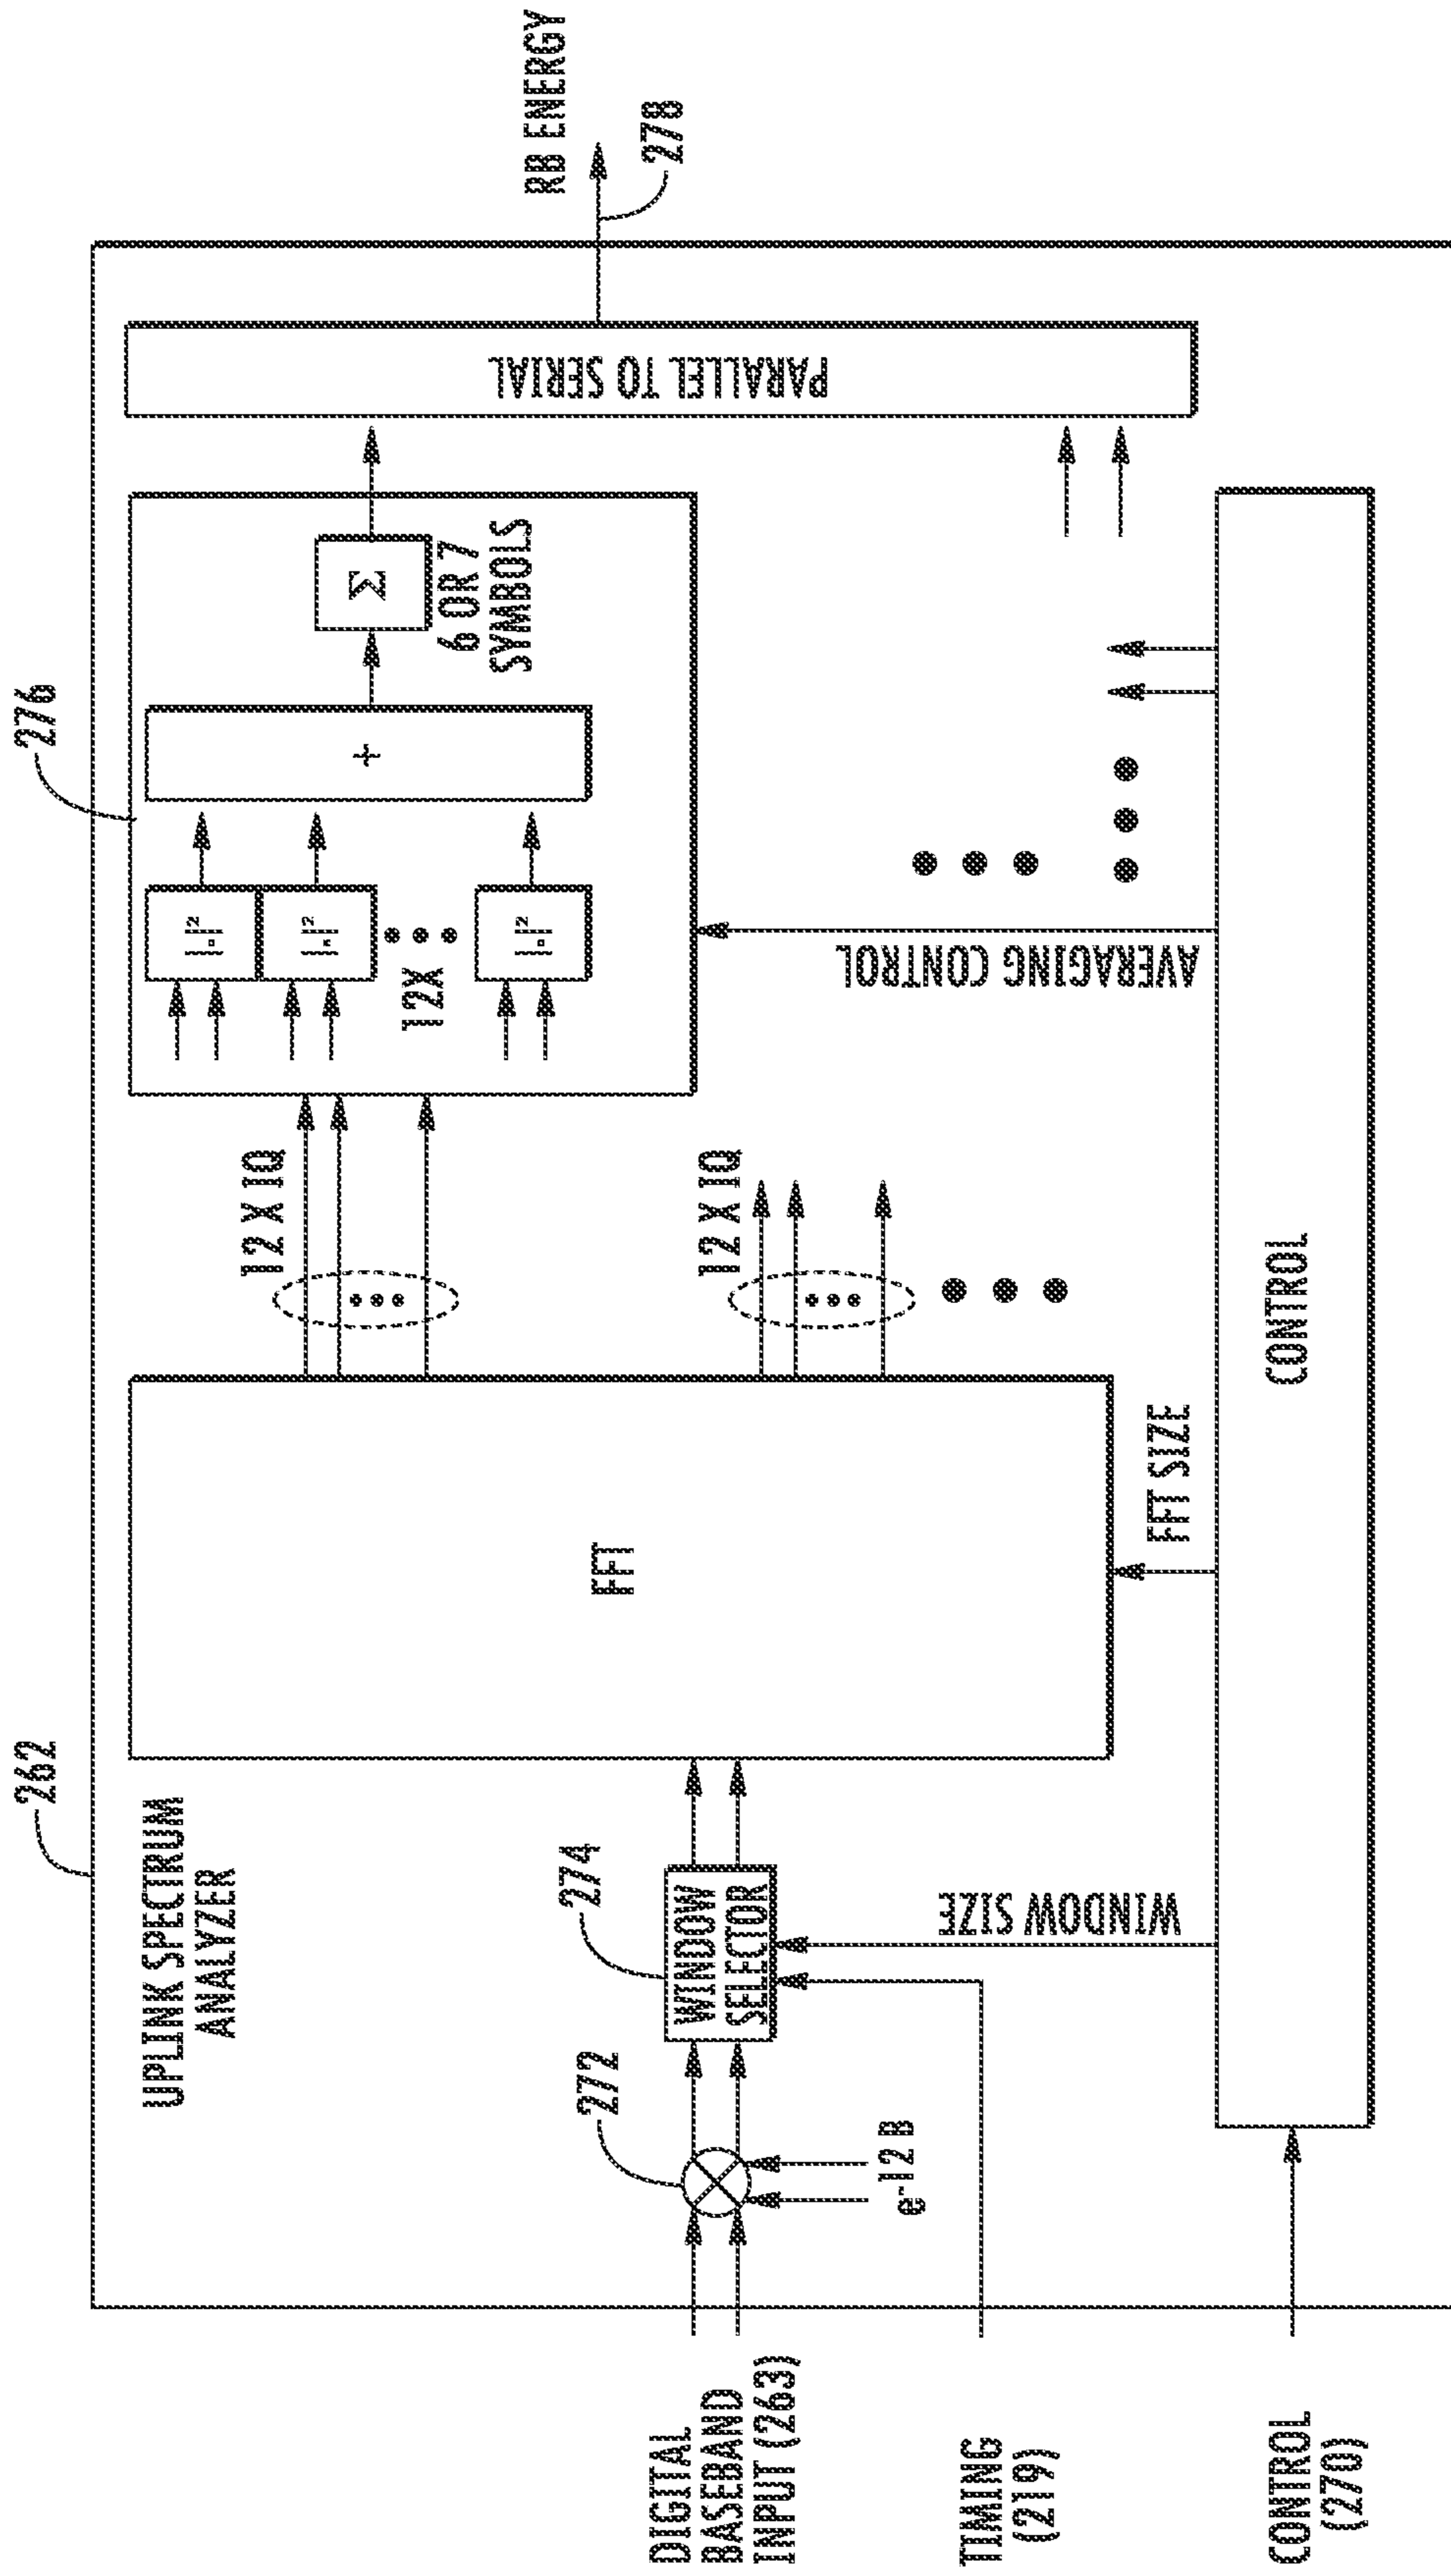 262
276
UPLINK SPECTRUM
ANALYZER
DIGITAL
BASEBAND
INPUT (263)
272
e-12 B
274
WINDOW
SELECTOR
WINDOW SIZE
TIMING
(219)
CONTROL
(270)
FFT
FFT SIZE
CONTROL
12 X IQ
12 X IQ
|.|²
|.|²
12X
|.|²
+
Σ
6 OR 7
SYMBOLS
AVERAGING CONTROL
PARALLEL TO SERIAL
RB ENERGY
278